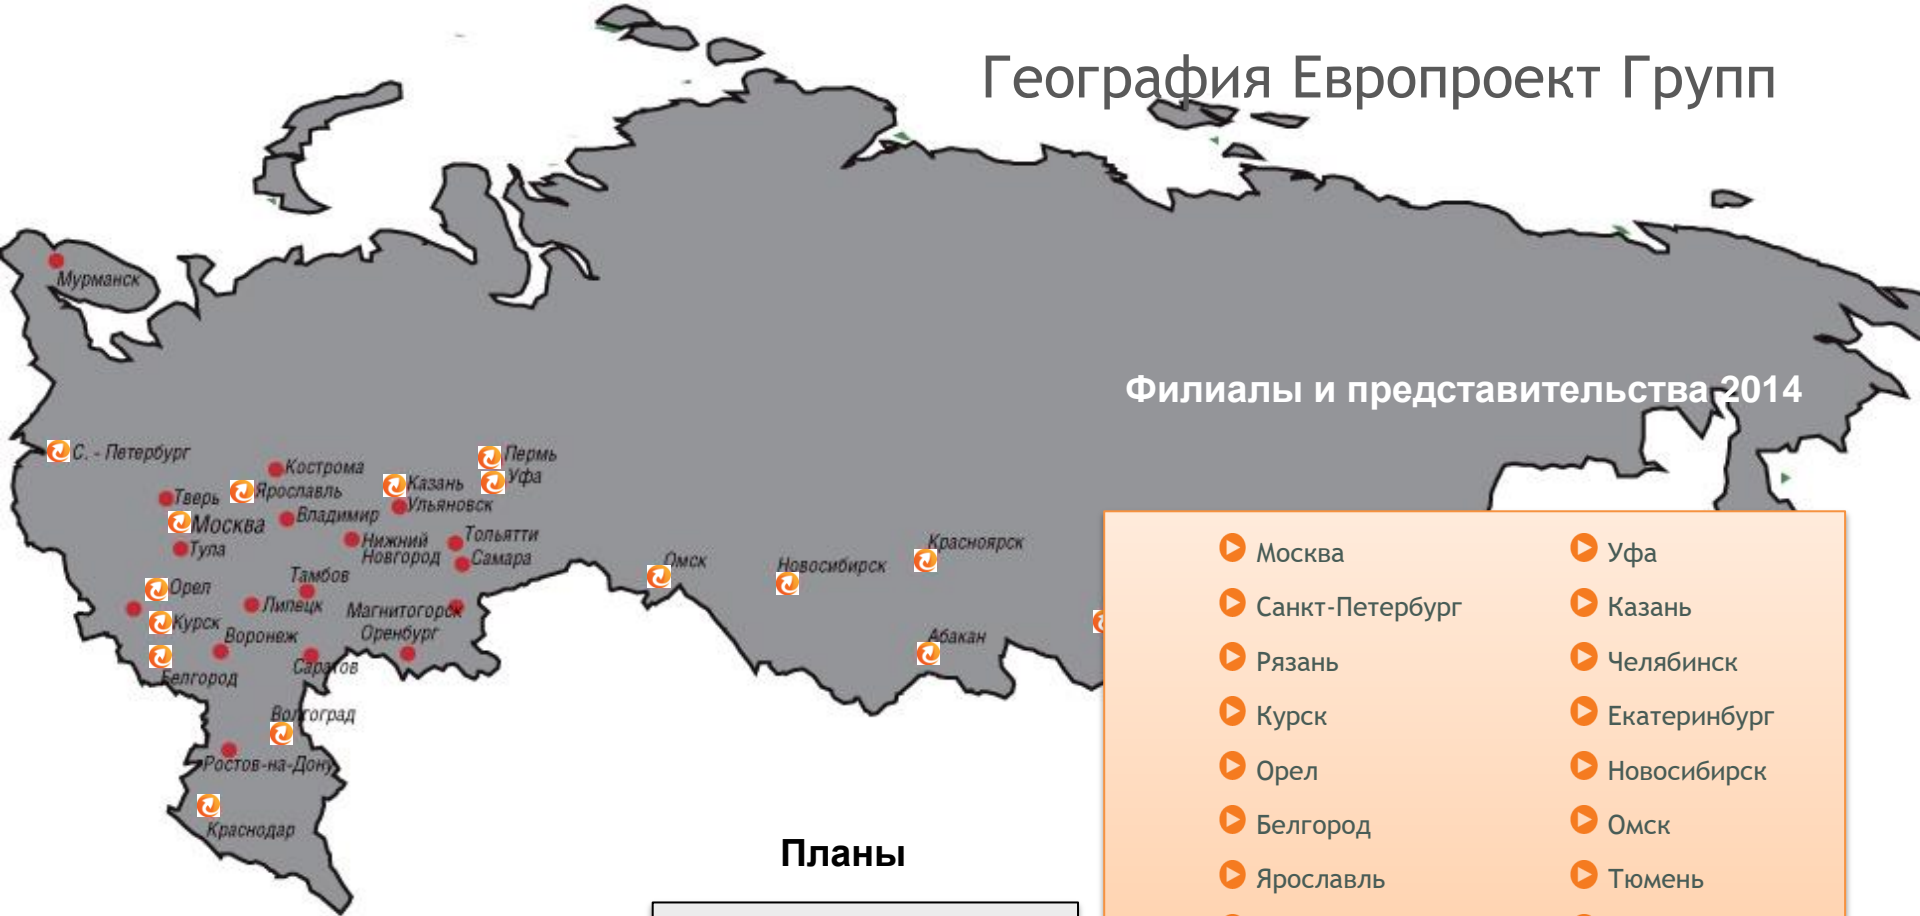 География Европроект Групп
Мурманск
Филиалы и представительства 2014
С. - Петербург
Кострома
Пермь
Уфа
Тверь
Ярославль
Казань
Ульяновск
Москва
Владимир
Тула
Нижний
Новгород
Тольятти
Самара
Орел
Тамбов
Липецк
Магнитогорск
Курск
Воронеж
Оренбург
Белгород
Саратов
Волгоград
Ростов-на-Дону
Краснодар
Омск
Новосибирск
Красноярск
Абакан
Планы
Москва
Санкт-Петербург
Рязань
Курск
Орел
Белгород
Ярославль
Уфа
Казань
Челябинск
Екатеринбург
Новосибирск
Омск
Тюмень